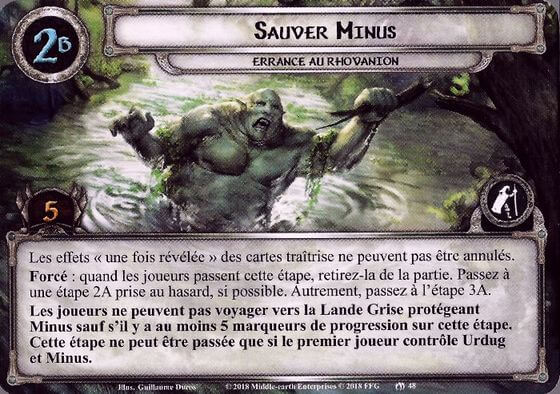 2B
SAUVER MINUS
ERRANCE AU RHOVANION
5
Les effets « une fois révélée » des cartes traîtrise ne peuvent pas être annulés.
Forcé : quand les joueurs passent cette étape, retirez-la de la partie. Passez à
une étape 2A prise au hasard, si possible. Autrement, passez à l'étape 3A.
Les joueurs ne peuvent pas voyager vers la Lande Grise protégeant
Minus sauf s'il y a au moins 5 marqueurs de progression sur cette étape.
Cette étape ne peut être passée que si le premier joueur contrôle Urdug
et Minus.
Illus. Guillaume Ducos © 2018 Middle-earth Enterprises © 2018 FFG 48